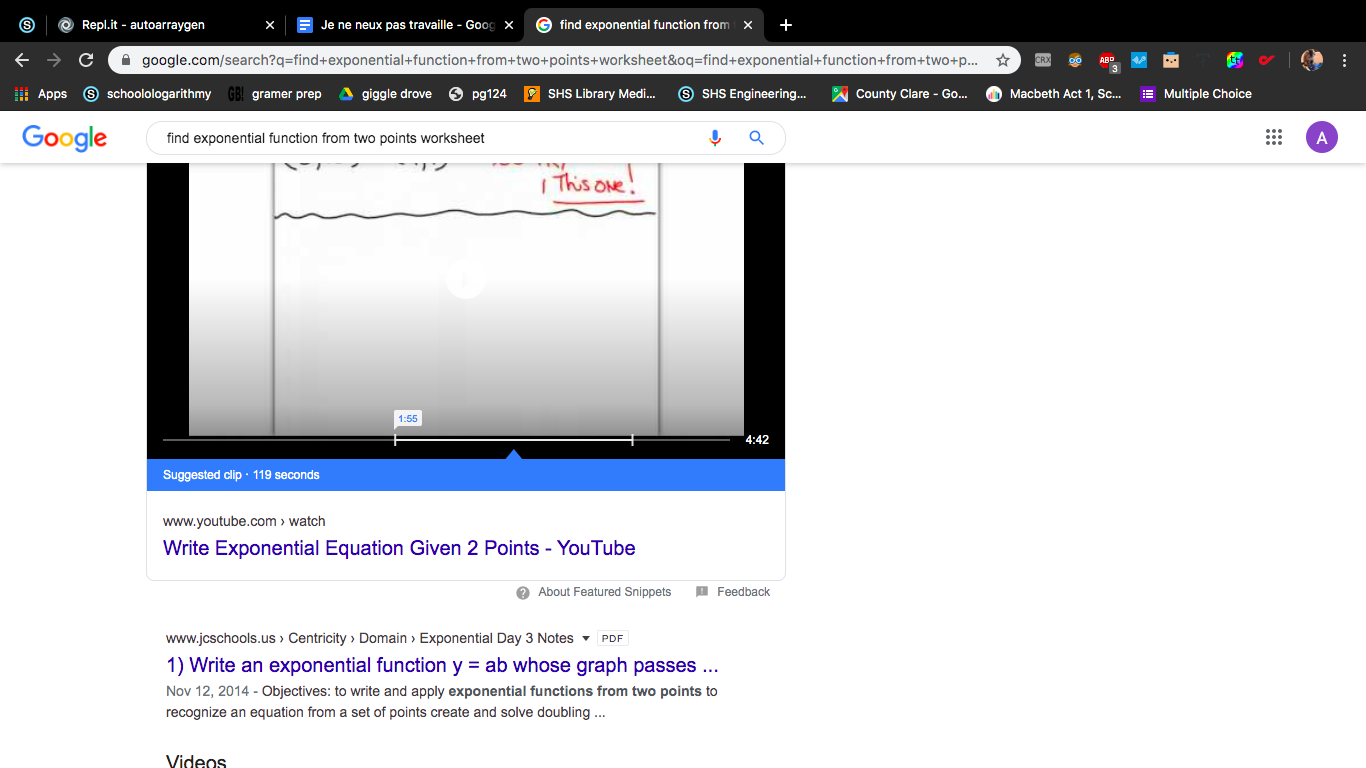 Repl.it - autoarraygen
Je ne neux pas travaille - Goog
find exponential function from
google.com/search?q=find+exponential+function+from+two+points+worksheet&oq=find+exponential+function+from+two+p...
CRX
ABP
3
Apps
schoolologarithmy
GB!
gramer prep
giggle drove
pg124
SHS Library Medi...
SHS Engineering...
County Clare - Go...
Macbeth Act 1, Sc...
Multiple Choice
Google
find exponential function from two points worksheet
A
This one!
1:55
4:42
Suggested clip · 119 seconds
www.youtube.com › watch
Write Exponential Equation Given 2 Points - YouTube
About Featured Snippets
Feedback
www.jcschools.us › Centricity › Domain › Exponential Day 3 Notes
PDF
1) Write an exponential function y = ab whose graph passes ...
Nov 12, 2014 - Objectives: to write and apply exponential functions from two points to
recognize an equation from a set of points create and solve doubling ...
Videos